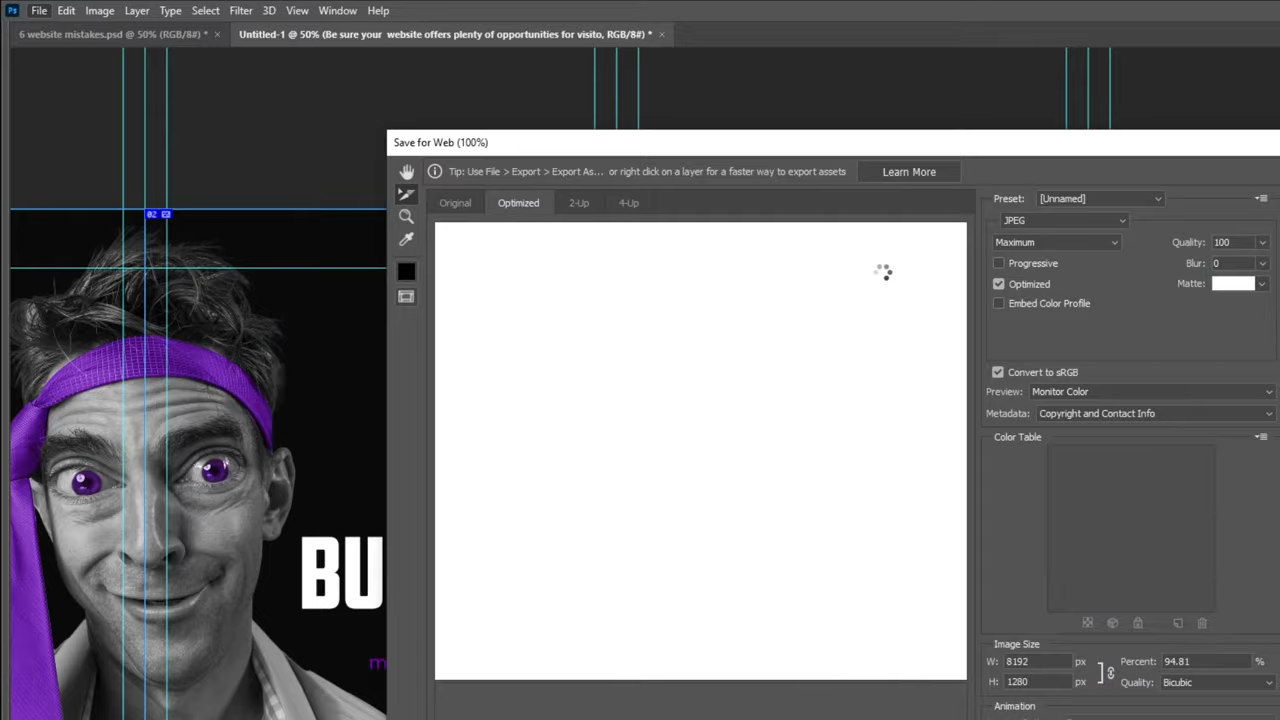 Ps File Edit Image Layer Type Select Filter 3D View Window Help
6 website mistakes.psd @ 50% (RGB/8#) * × Untitled-1 @ 50% (Be sure your website offers plenty of opportunities for visito, RGB/8#) * ×
Save for Web (100%)
Tip: Use File > Export > Export As... or right click on a layer for a faster way to export assets Learn More
Original Optimized 2-Up 4-Up
Preset: [Unnamed]
JPEG
Maximum Quality: 100
Progressive Blur: 0
Optimized Matte:
Embed Color Profile
Convert to sRGB
Preview: Monitor Color
Metadata: Copyright and Contact Info
Color Table
Image Size
W: 8192 px Percent: 94.81 %
H: 1280 px Quality: Bicubic
Animation
02
BU
m